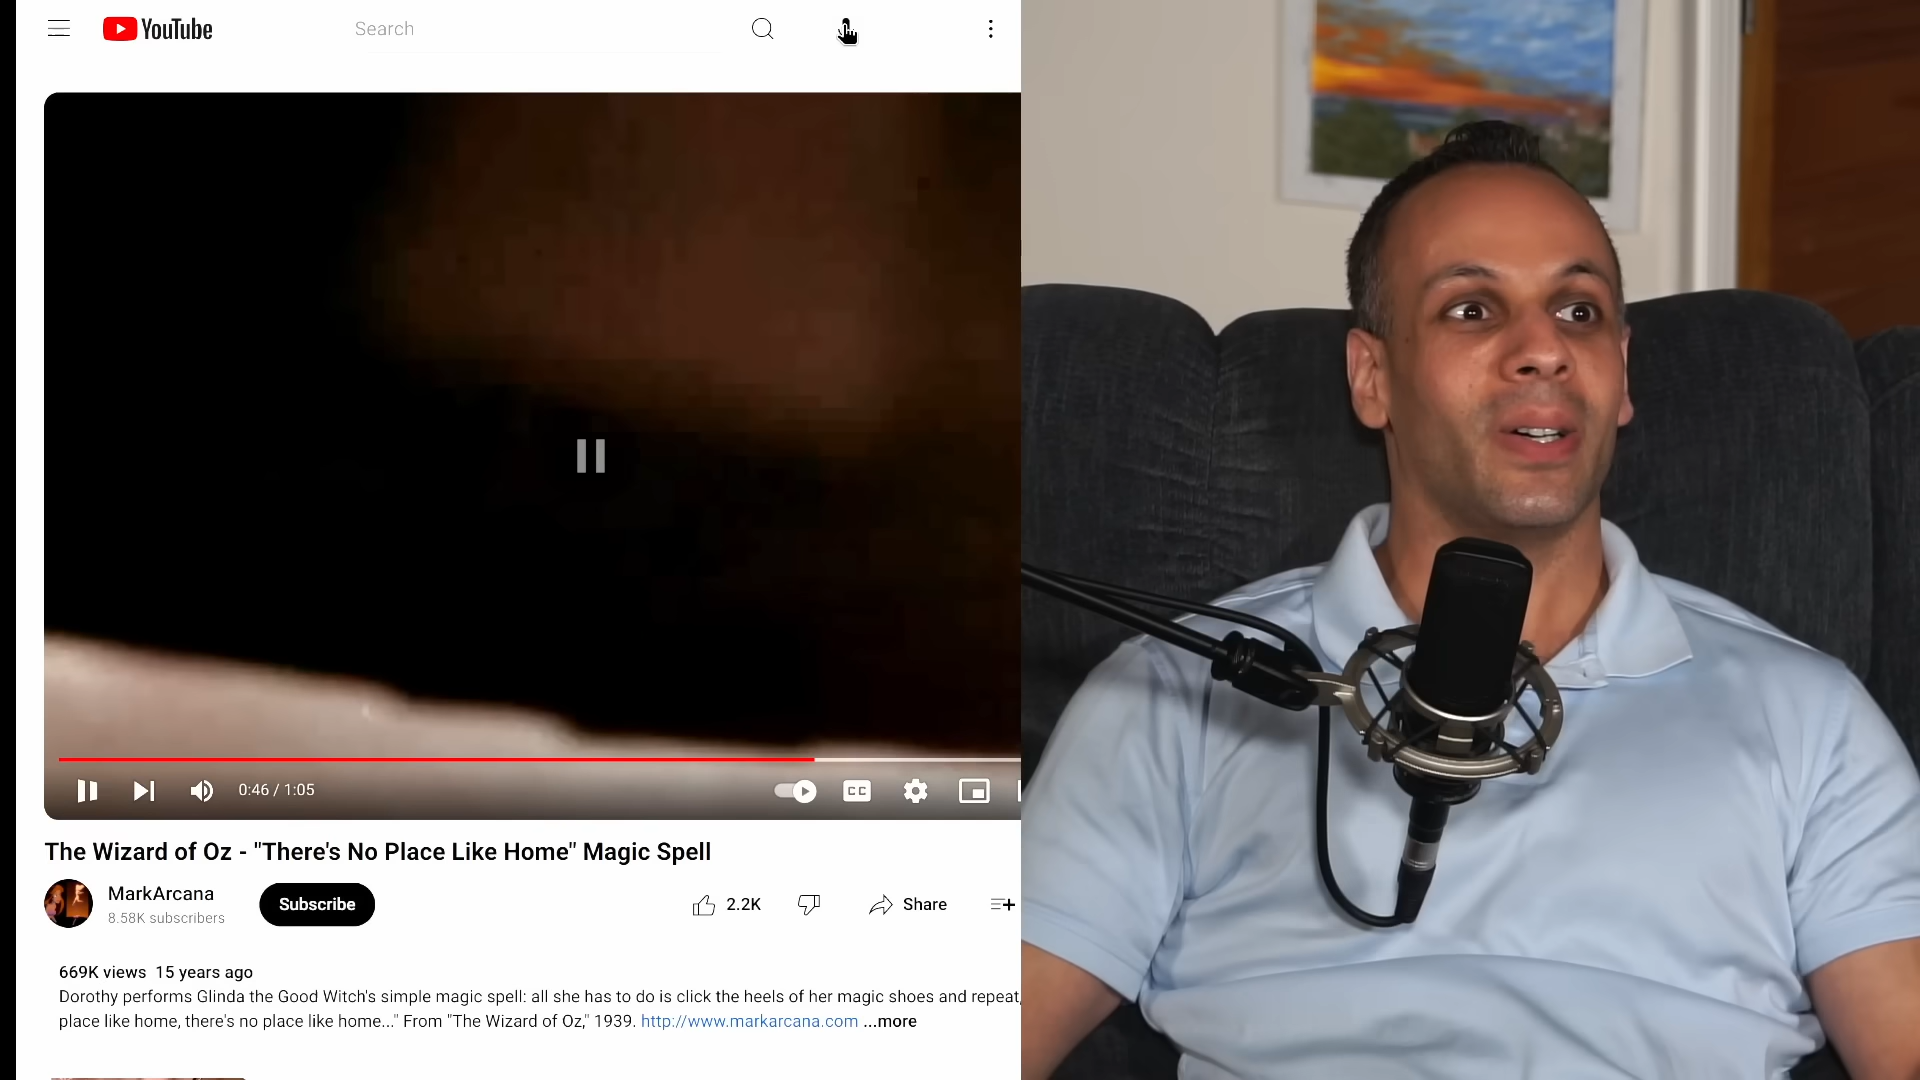 YouTube
Search
CC
0:46 / 1:05
The Wizard of Oz - "There's No Place Like Home" Magic Spell
MarkArcana
8.58K subscribers
Subscribe
2.2K
Share
669K views 15 years ago
Dorothy performs Glinda the Good Witch's simple magic spell: all she has to do is click the heels of her magic shoes and repeat,
place like home, there's no place like home..." From "The Wizard of Oz," 1939. http://www.markarcana.com ...more